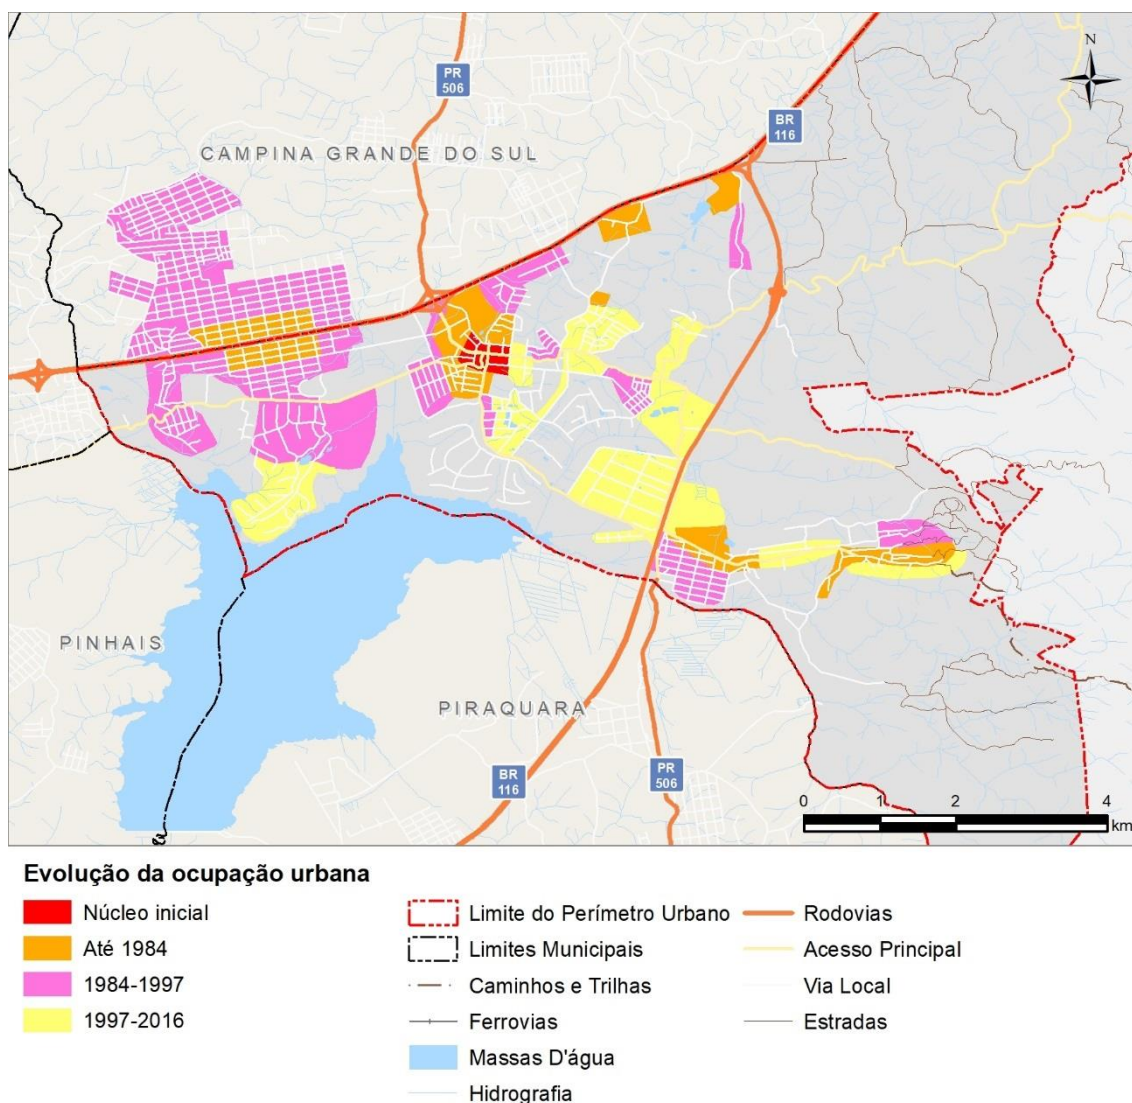 N
PR
506
BR
116
CAMPINA GRANDE DO SUL
PINHAIS
PIRAQUARA
BR
116
PR
506
0 1 2 4
km
Evolução da ocupação urbana
Núcleo inicial
Até 1984
1984-1997
1997-2016
Limite do Perímetro Urbano
Limites Municipais
Caminhos e Trilhas
Ferrovias
Massas D'água
Hidrografia
Rodovias
Acesso Principal
Via Local
Estradas